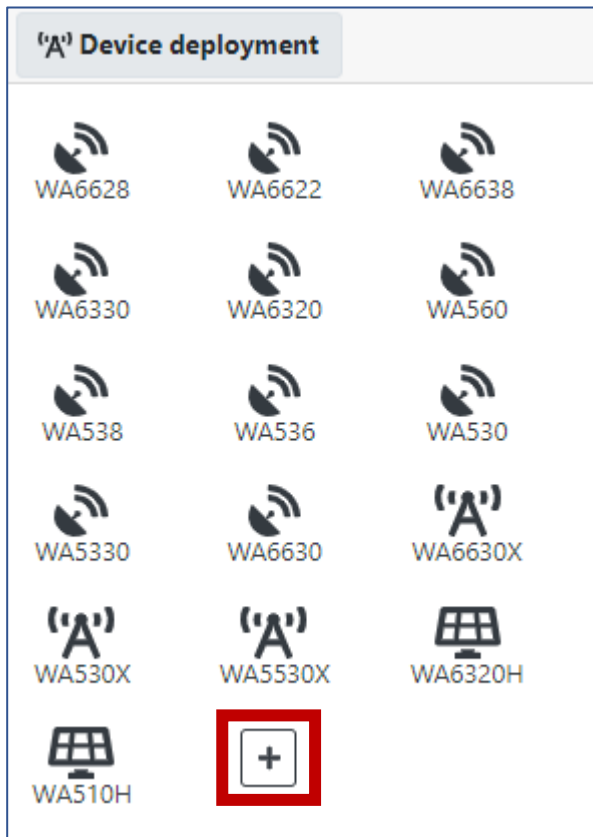 Device deployment
WA6628 WA6622 WA6638
WA6330 WA6320 WA560
WA538 WA536 WA530
WA5330 WA6630 WA6630X
WA530X WA5530X WA6320H
WA510H +